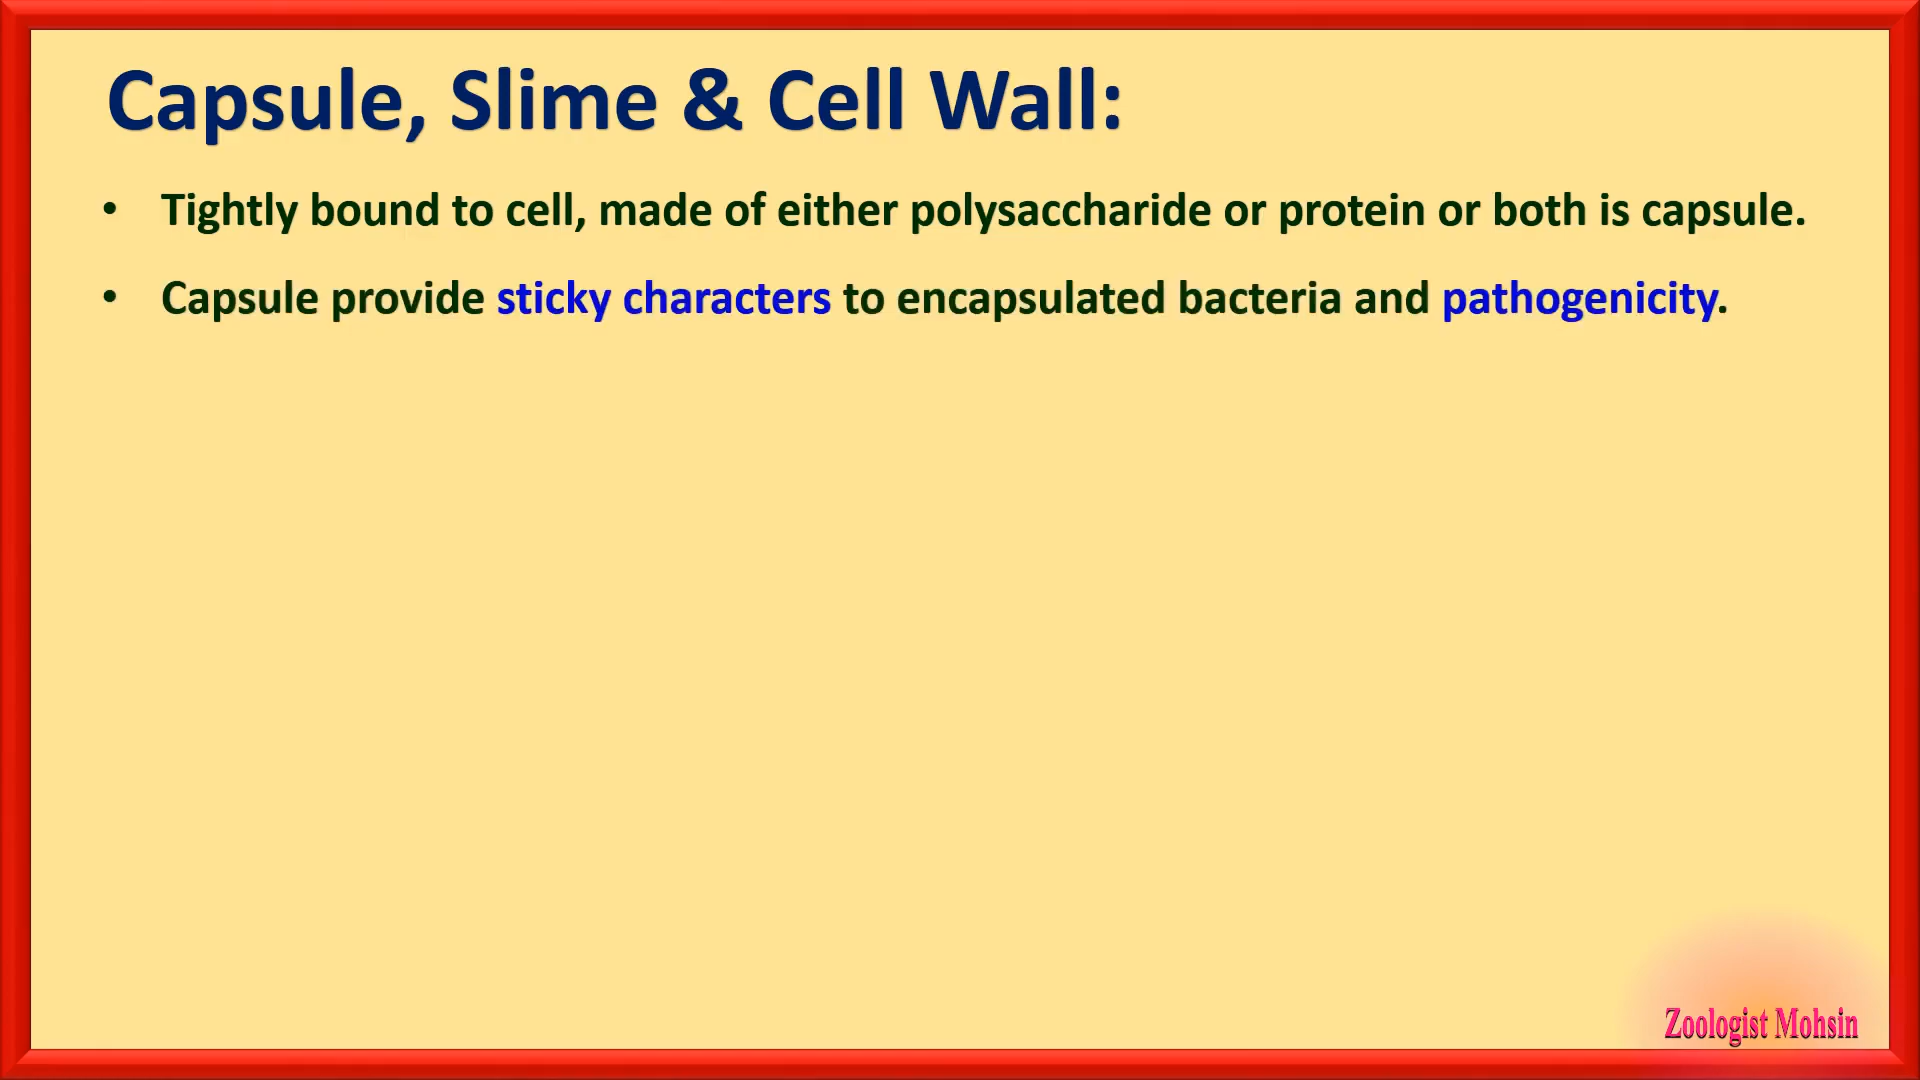 Capsule, Slime & Cell Wall:
• Tightly bound to cell, made of either polysaccharide or protein or both is capsule.
• Capsule provide sticky characters to encapsulated bacteria and pathogenicity.
Zoologist Mohsin